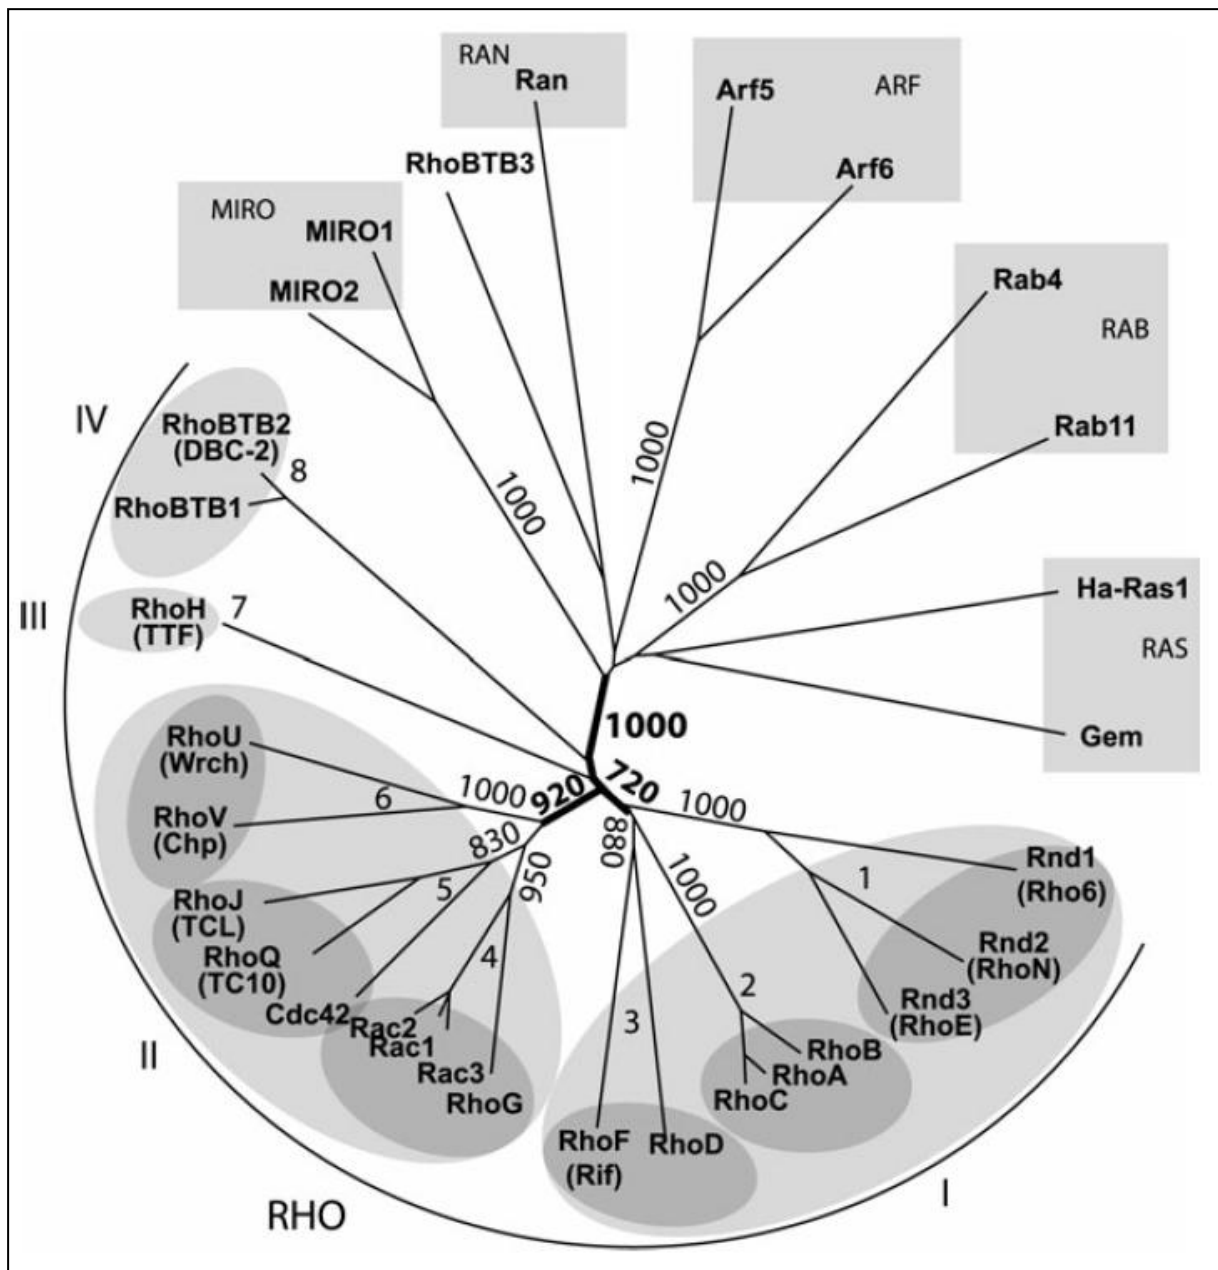 RAN
Ran
Arf5
ARF
Arf6
RhoBTB3
MIRO
MIRO1
MIRO2
Rab4
RAB
Rab11
1000
1000
1000
IV
RhoBTB2
(DBC-2)
8
RhoBTB1
Ha-Ras1
RAS
Gem
III
RhoH
(TTF)
7
1000
RhoU
(Wrch)
6
RhoV
(Chp)
1000
920
720
1000
830
950
880
1000
RhoJ
(TCL)
5
RhoQ
(TC10)
4
Cdc42
Rac2
Rac1
Rac3
RhoG
II
3
RhoF
(Rif)
RhoD
2
RhoB
RhoA
RhoC
1
Rnd1
(Rho6)
Rnd2
(RhoN)
Rnd3
(RhoE)
I
RHO